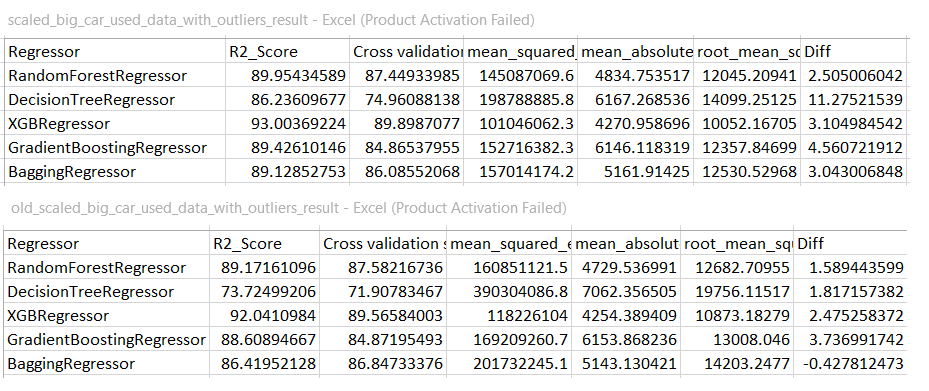 scaled_big_car_used_data_with_outliers_result - Excel (Product Activation Failed)
Regressor R2_Score Cross validation mean_squared_ mean_absolute root_mean_sq Diff
RandomForestRegressor 89.95434589 87.44933985 145087069.6 4834.753517 12045.20941 2.505006042
DecisionTreeRegressor 86.23609677 74.96088138 198788885.8 6167.268536 14099.25125 11.27521539
XGBRegressor 93.00369224 89.8987077 101046062.3 4270.958696 10052.16705 3.104984542
GradientBoostingRegressor 89.42610146 84.86537955 152716382.3 6146.118319 12357.84699 4.560721912
BaggingRegressor 89.12852753 86.08552068 157014174.2 5161.91425 12530.52968 3.043006848
old_scaled_big_car_used_data_with_outliers_result - Excel (Product Activation Failed)
Regressor R2_Score Cross validation s mean_squared_e mean_absolut root_mean_squ Diff
RandomForestRegressor 89.17161096 87.58216736 160851121.5 4729.536991 12682.70955 1.589443599
DecisionTreeRegressor 73.72499206 71.90783467 390304086.8 7062.356505 19756.11517 1.817157382
XGBRegressor 92.0410984 89.56584003 118226104 4254.389409 10873.18279 2.475258372
GradientBoostingRegressor 88.60894667 84.87195493 169209260.7 6153.868236 13008.046 3.736991742
BaggingRegressor 86.41952128 86.84733376 201732245.1 5143.130421 14203.2477 -0.427812473